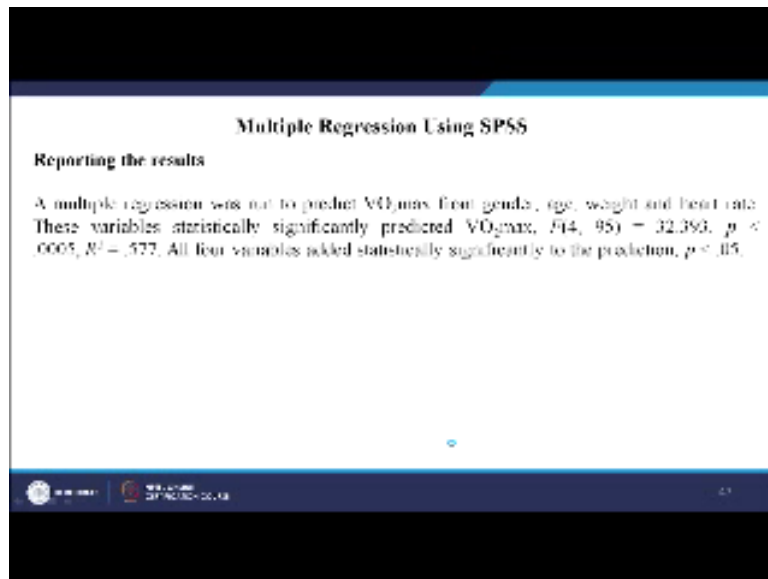 Multiple Regression Using SPSS
Reporting the results
A multiple regression was run to predict VO₂max from gender, age, weight and heart rate.
These variables statistically significantly predicted VO₂max, F(4, 95) = 32.393, p <
.0005, R² = .577. All four variables added statistically significantly to the prediction, p < .05.
CERTIFICATION COURSE